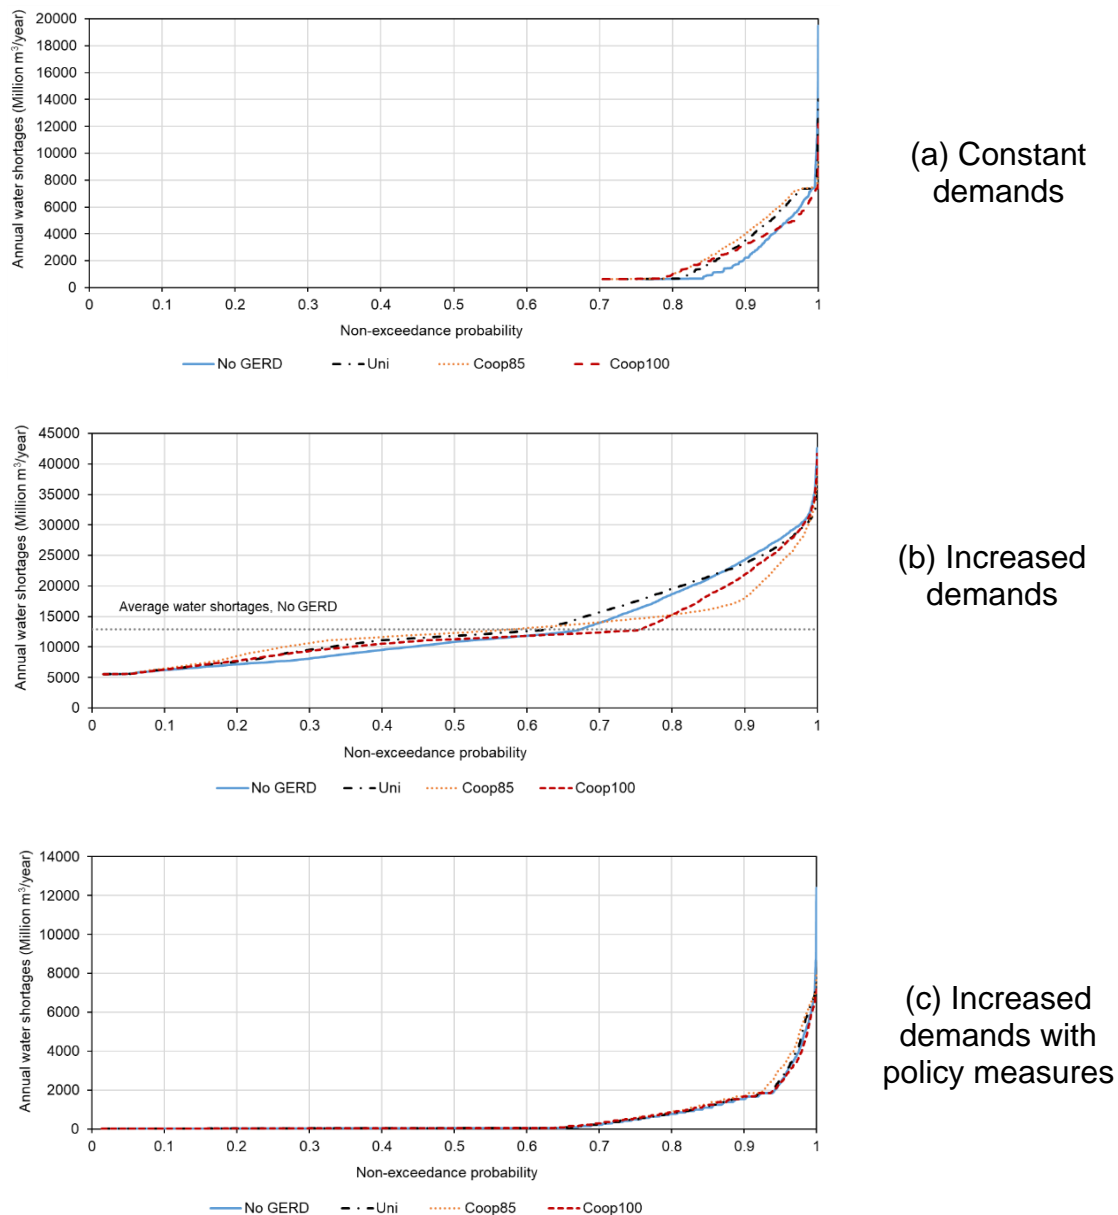 Annual water shortages (Million m³/year)
20000
18000
16000
14000
12000
10000
8000
6000
4000
2000
0
0 0.1 0.2 0.3 0.4 0.5 0.6 0.7 0.8 0.9 1
Non-exceedance probability
No GERD Uni Coop85 Coop100
(a) Constant
demands
Annual water shortages (Million m³/year)
45000
40000
35000
30000
25000
20000
15000
10000
5000
0
Average water shortages, No GERD
0 0.1 0.2 0.3 0.4 0.5 0.6 0.7 0.8 0.9 1
Non-exceedance probability
No GERD Uni Coop85 Coop100
(b) Increased
demands
Annual water shortages (Million m³/year)
14000
12000
10000
8000
6000
4000
2000
0
0 0.1 0.2 0.3 0.4 0.5 0.6 0.7 0.8 0.9 1
Non-exceedance probability
No GERD Uni Coop85 Coop100
(c) Increased
demands with
policy measures